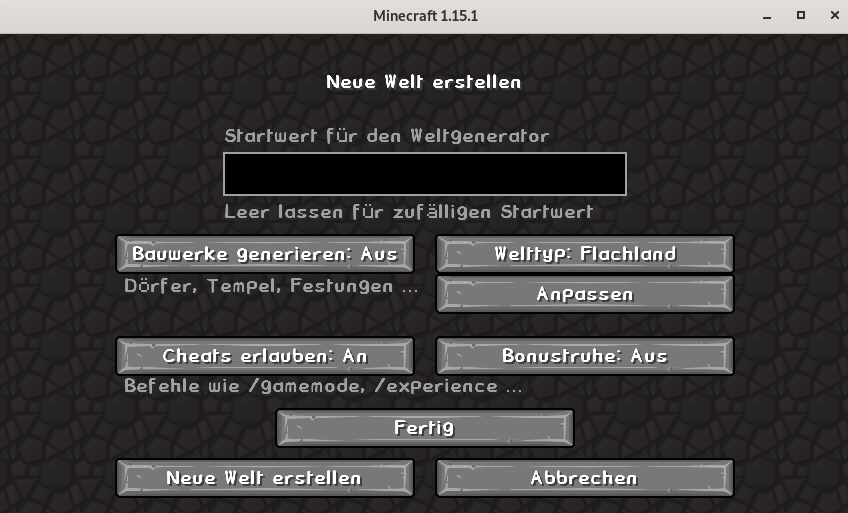 Minecraft 1.15.1
Neue Welt erstellen
Startwert für den Weltgenerator
Leer lassen für zufälligen Startwert
Bauwerke generieren: Aus
Welttyp: Flachland
Dörfer, Tempel, Festungen ...
Anpassen
Cheats erlauben: An
Bonustruhe: Aus
Befehle wie /gamemode, /experience ...
Fertig
Neue Welt erstellen
Abbrechen